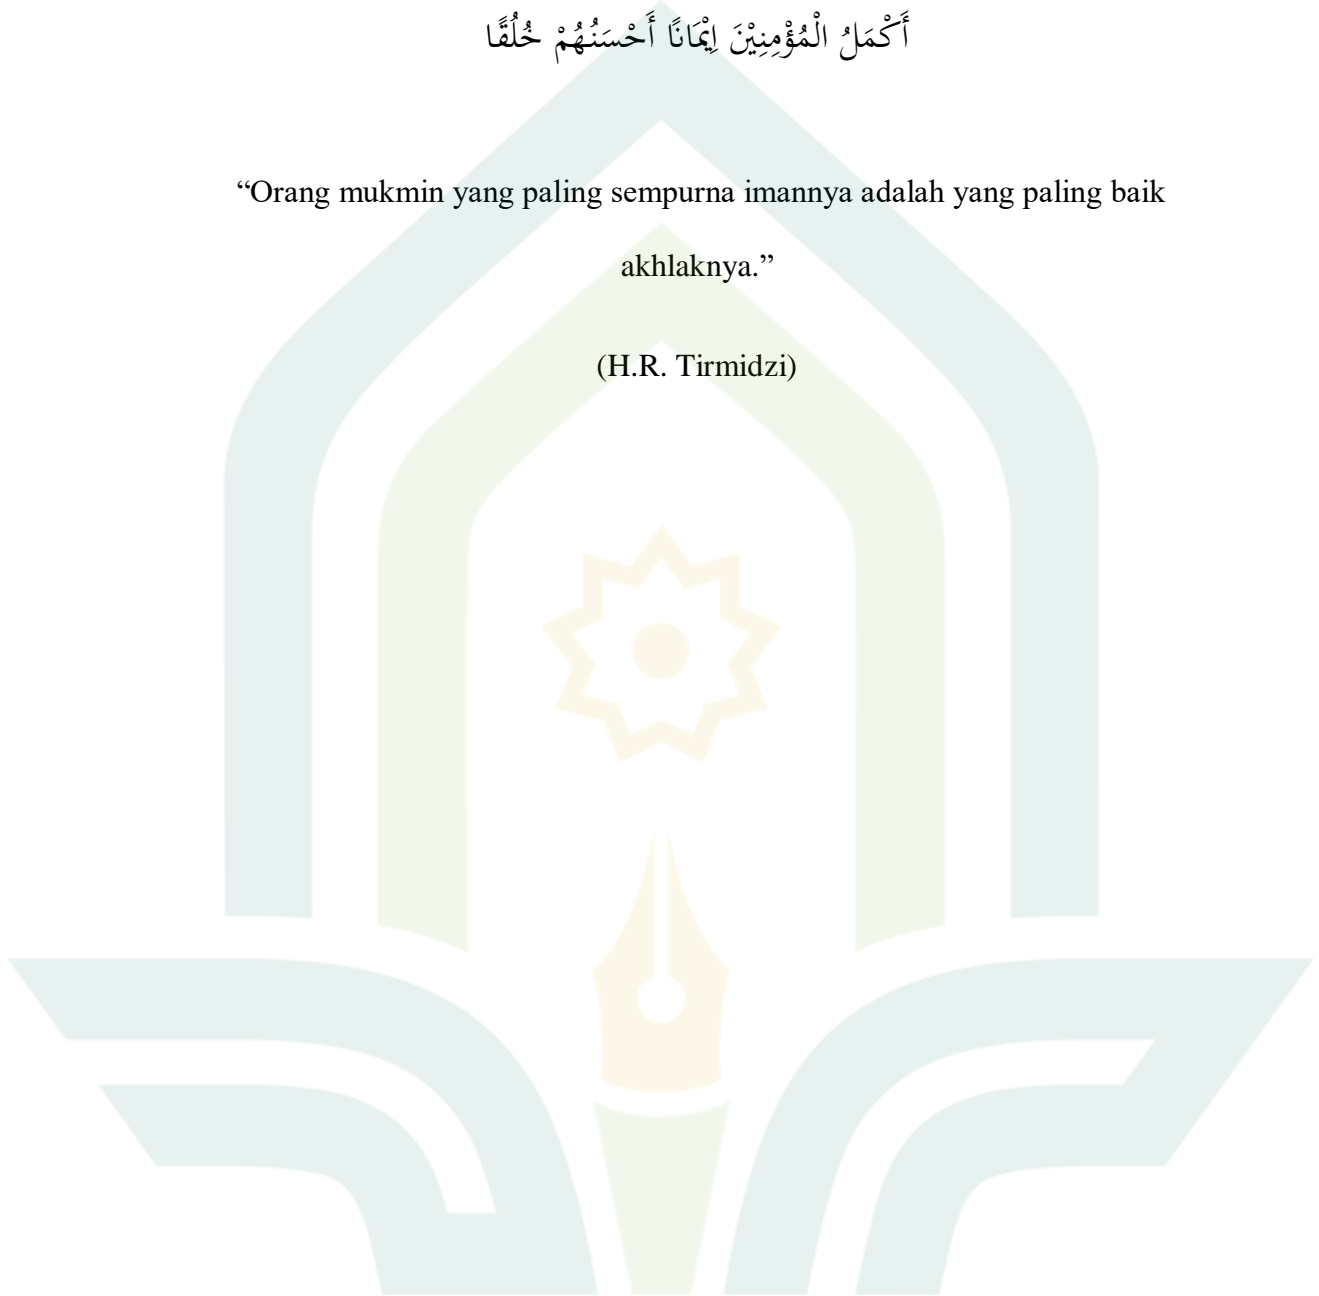 أَكْمَلُ الْمُؤْمِنِيْنَ اِيْمَانًا أَحْسَنُهُمْ خُلُقًا
“Orang mukmin yang paling sempurna imannya adalah yang paling baik
akhlaknya.”
(H.R. Tirmidzi)